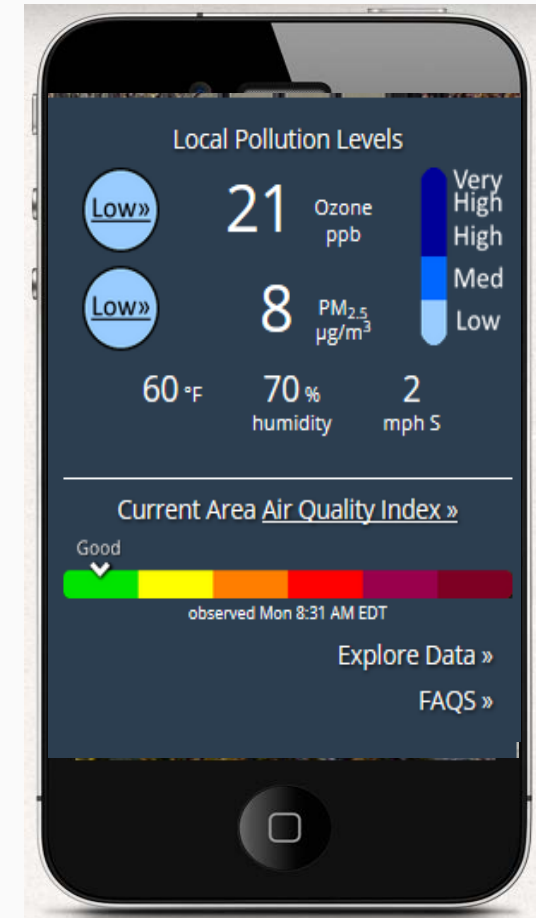 Local Pollution Levels
Low» 21 Ozone ppb
Low» 8 PM2.5 µg/m3
Very High
High
Med
Low
60 °F 70 % humidity 2 mph S
Current Area Air Quality Index »
Good
observed Mon 8:31 AM EDT
Explore Data »
FAQS »